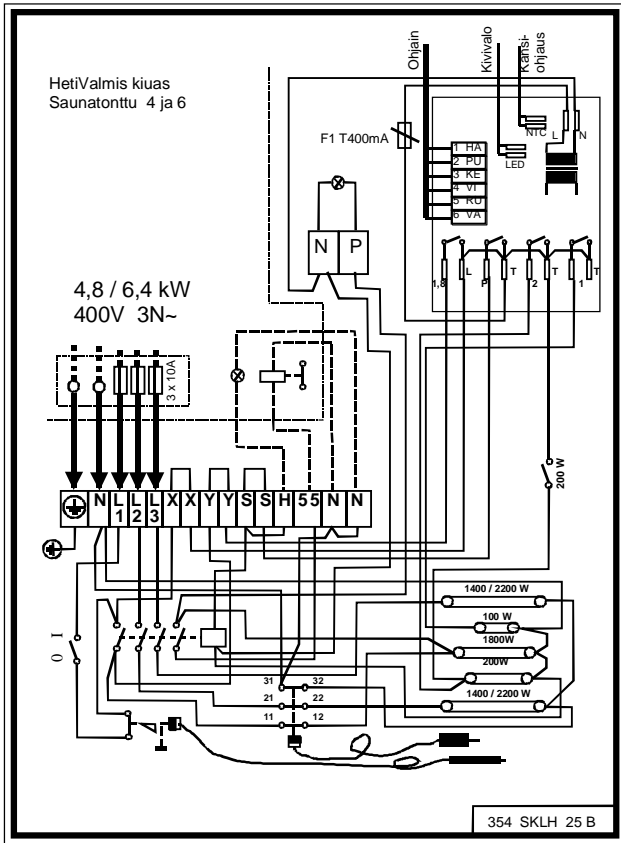 HetiValmis kiuas
Saunatonttu 4 ja 6
Ohjain
Kivivalo
Kansi-
ohjaus
F1 T400mA
NTC
L
N
LED
1 HA
2 PU
3 KE
4 VI
5 RU
6 VA
N P
1,8 L P T 2 T 1 T
4,8 / 6,4 kW
400V 3N~
3 x 10A
200 W
N L1 L2 L3 X X Y Y S S H 55 N N
1400 / 2200 W
100 W
1800W
200W
1400 / 2200 W
I
0
31 32
21 22
11 12
354 SKLH 25 B